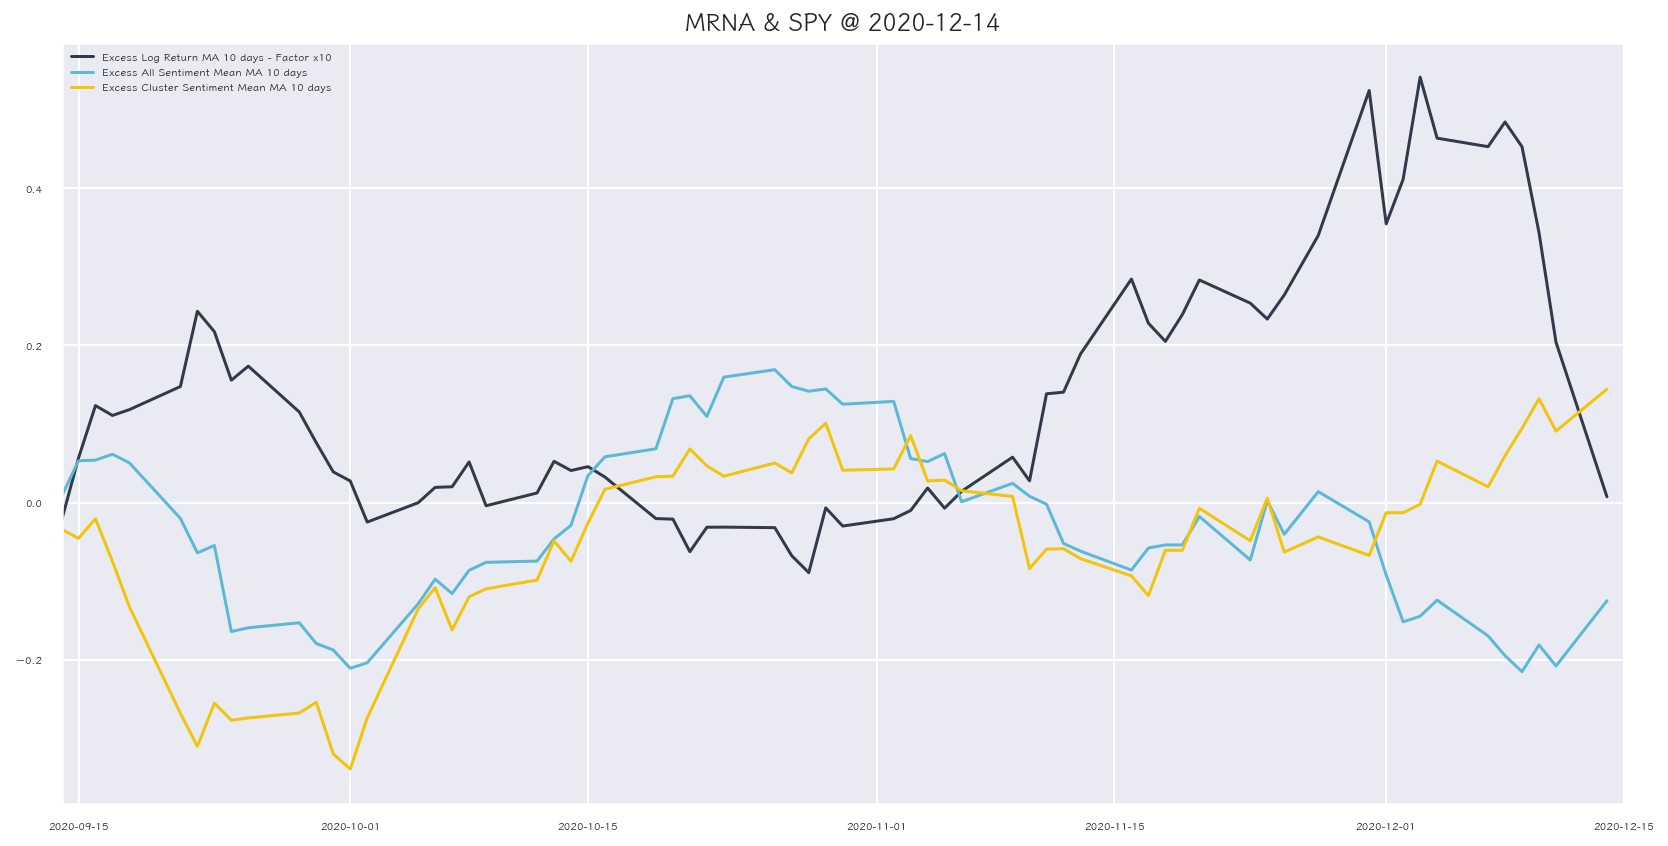 MRNA & SPY @ 2020-12-14
Excess Log Return MA 10 days - Factor x10
Excess All Sentiment Mean MA 10 days
Excess Cluster Sentiment Mean MA 10 days
0.4
0.2
0.0
−0.2
2020-09-15 2020-10-01 2020-10-15 2020-11-01 2020-11-15 2020-12-01 2020-12-15